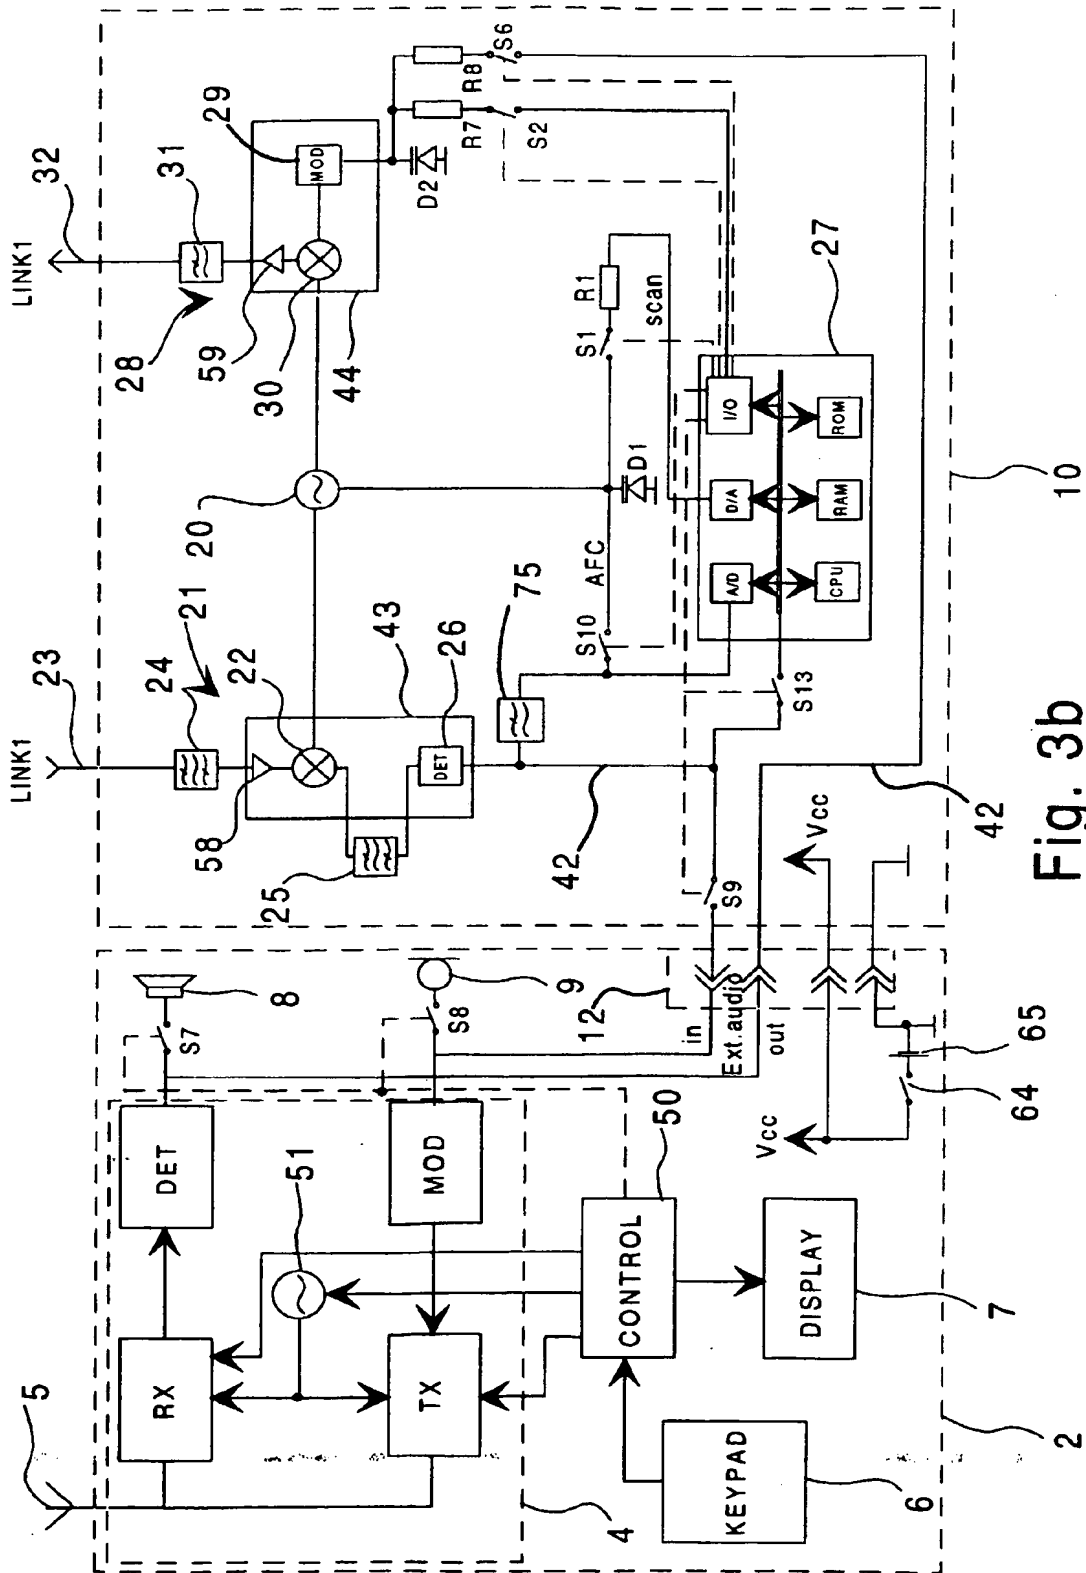 LINK1
23
24
21
22
58
25
43
26
20
75
42
LINK1
32
31
28
59
30
44
29
MOD
DET
D2
R7
R8
S6
S2
R1
S1
scan
AFC
S10
D1
27
I/O
D/A
A/D
ROM
RAM
CPU
S13
S9
42
Vcc
10
5
RX
DET
51
TX
MOD
S7
8
S8
9
12
in
Ext.audio
out
CONTROL
50
Vcc
64
65
KEYPAD
DISPLAY
6
7
4
2
Fig. 3b